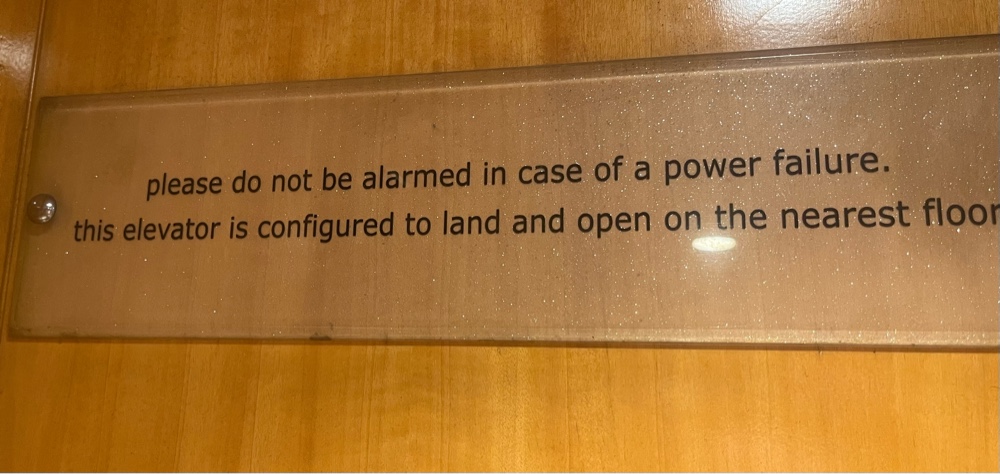 please do not be alarmed in case of a power failure.
this elevator is configured to land and open on the nearest floor